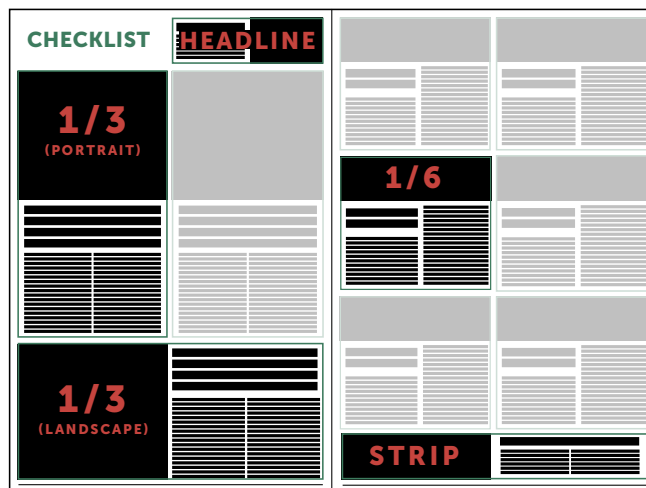 CHECKLIST
HEADLINE
1/3
(PORTRAIT)
1/3
(LANDSCAPE)
1/6
STRIP